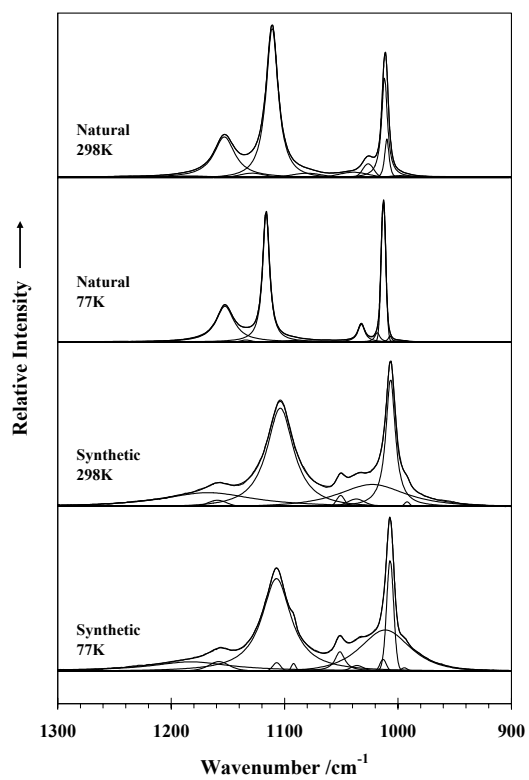 Natural
298K
Natural
77K
Synthetic
298K
Synthetic
77K
Relative Intensity
1300 1200 1100 1000 900
Wavenumber /cm-1